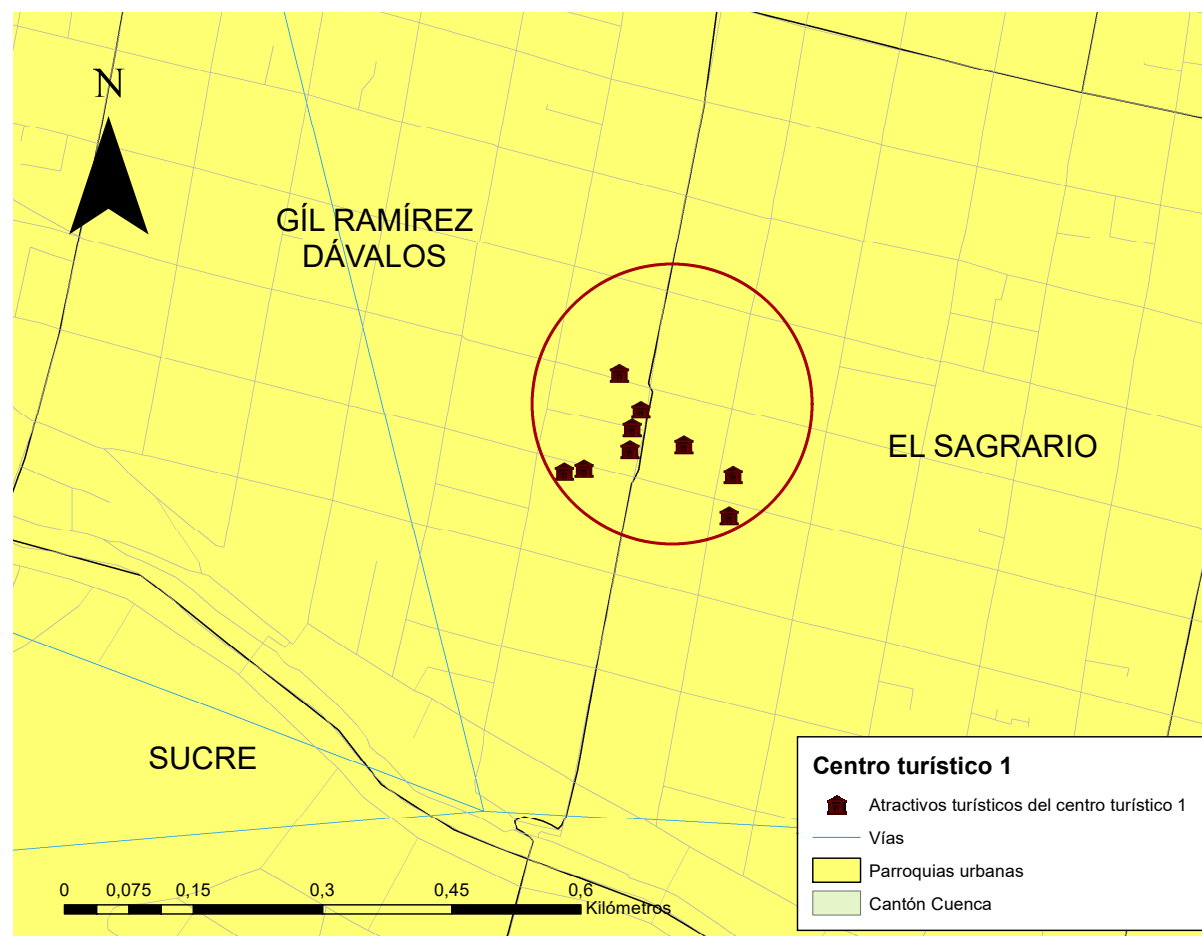 N
GÍL RAMÍREZ
DÁVALOS
EL SAGRARIO
SUCRE
Centro turístico 1
Atractivos turísticos del centro turístico 1
Vías
Parroquias urbanas
Cantón Cuenca
0 0,075 0,15 0,3 0,45 0,6
Kilómetros